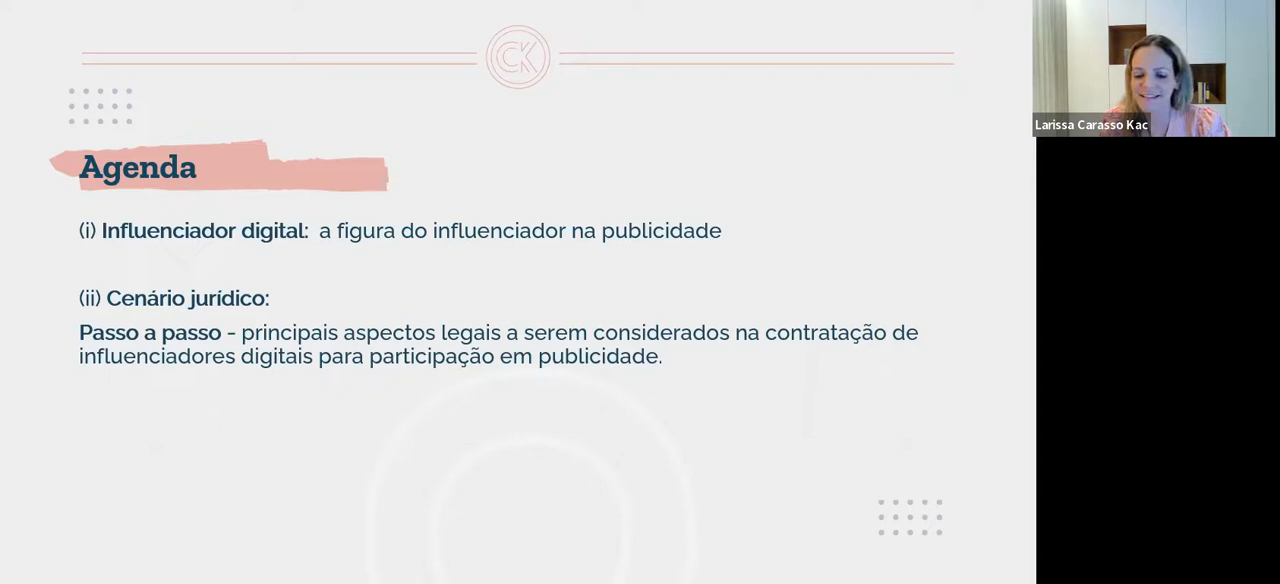 CK
Agenda
(i) Influenciador digital: a figura do influenciador na publicidade
(ii) Cenário jurídico:
Passo a passo - principais aspectos legais a serem considerados na contratação de
influenciadores digitais para participação em publicidade.
Larissa Carasso Kac